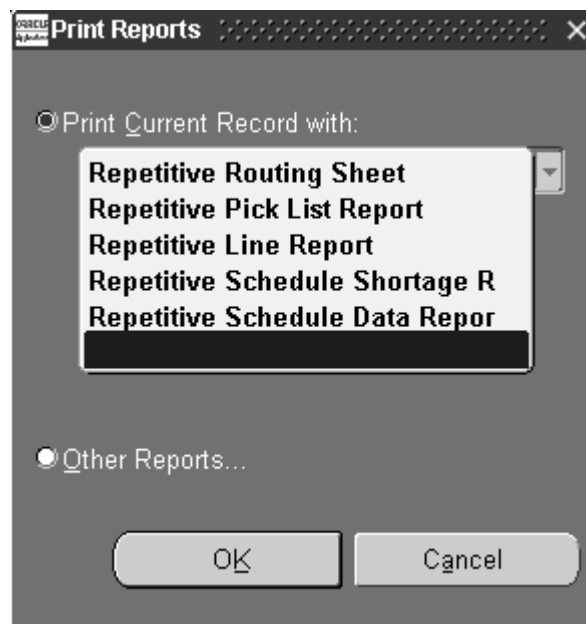 ORACLE
Print Reports
Print Current Record with:
Repetitive Routing Sheet
Repetitive Pick List Report
Repetitive Line Report
Repetitive Schedule Shortage R
Repetitive Schedule Data Repor
Other Reports...
OK
Cancel